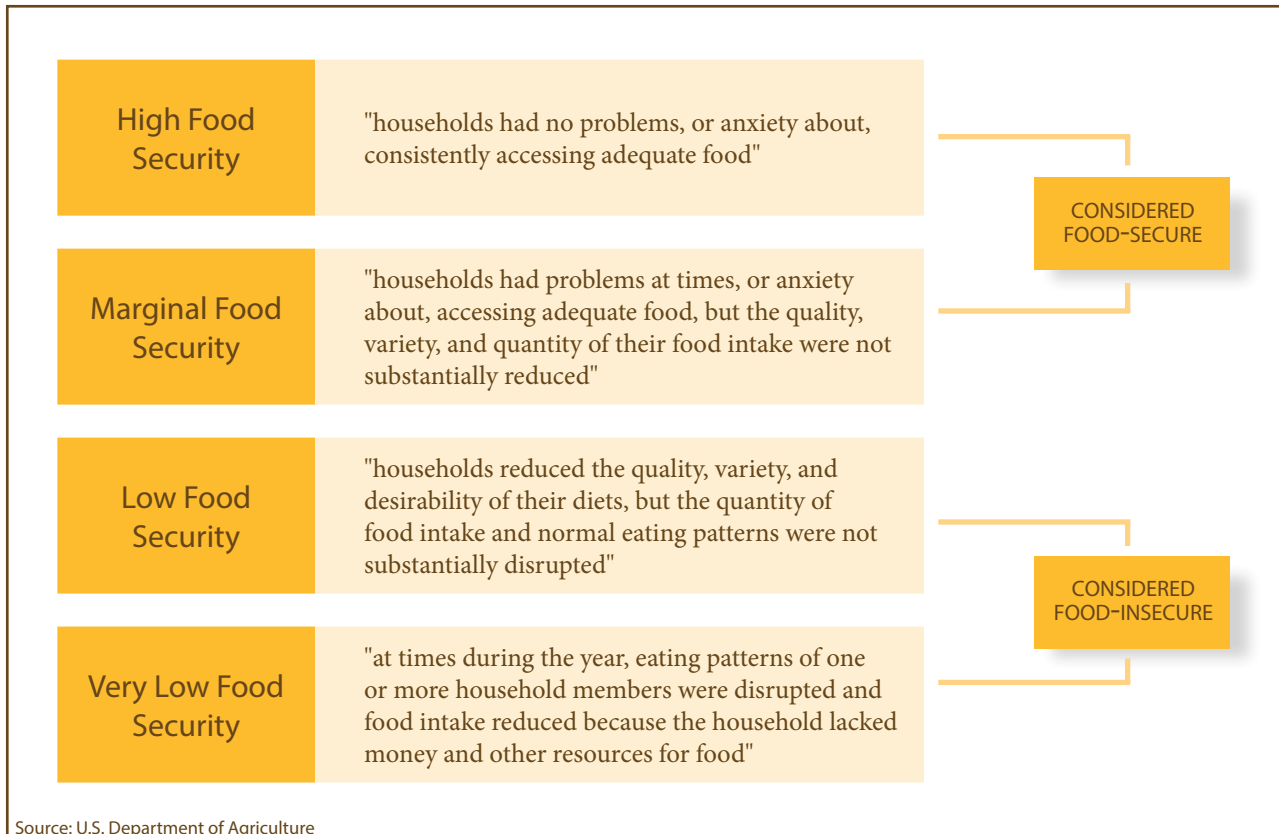 High Food
Security
"households had no problems, or anxiety about,
consistently accessing adequate food"
CONSIDERED
FOOD-SECURE
Marginal Food
Security
"households had problems at times, or anxiety
about, accessing adequate food, but the quality,
variety, and quantity of their food intake were not
substantially reduced"
Low Food
Security
"households reduced the quality, variety, and
desirability of their diets, but the quantity of
food intake and normal eating patterns were not
substantially disrupted"
CONSIDERED
FOOD-INSECURE
Very Low Food
Security
"at times during the year, eating patterns of one
or more household members were disrupted and
food intake reduced because the household lacked
money and other resources for food"
Source: U.S. Department of Agriculture